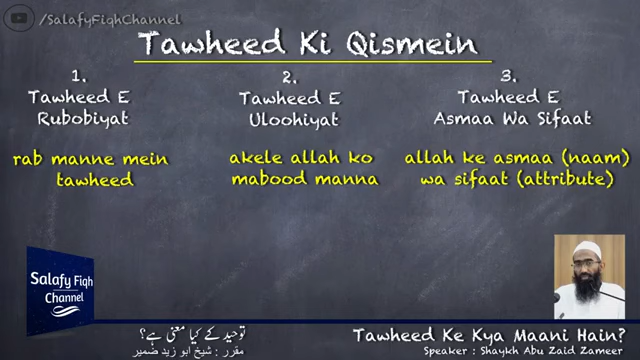 /SalafyFiqhChannel
Tawheed Ki Qismein
1.
Tawheed E
Rubobiyat
rab manne mein
tawheed
2.
Tawheed E
Uloohiyat
akele allah ko
mabood manna
3.
Tawheed E
Asmaa Wa Sifaat
allah ke asmaa (naam)
wa sifaat (attribute)
Salafy Fiqh
Channel
توحید کے کیا معنی ہے؟
مقرر : شیخ ابو زید ضمیر
Tawheed Ke Kya Maani Hain?
Speaker : Shaykh Abu Zaid Zameer